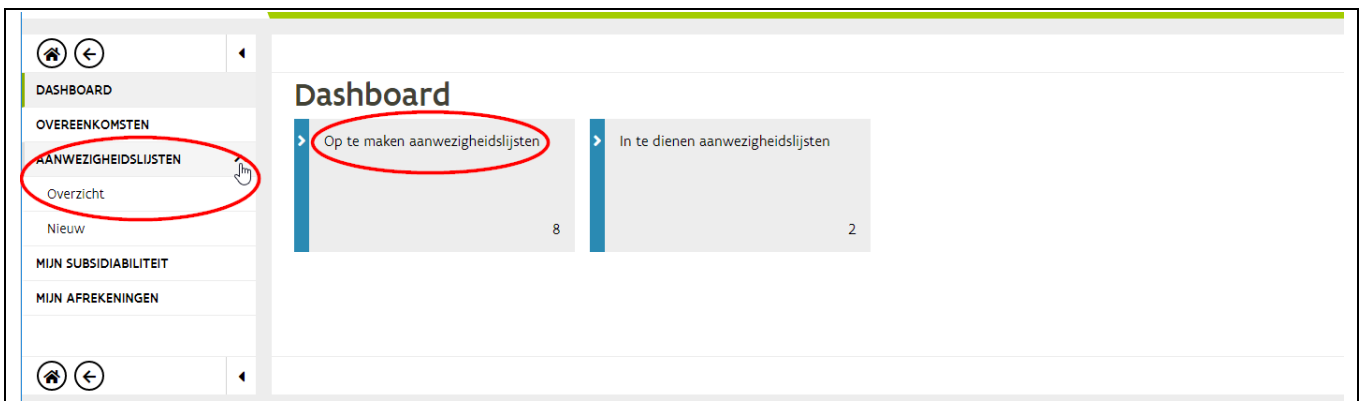 DASHBOARD
OVEREENKOMSTEN
AANWEZIGHEIDSLIJSTEN
Overzicht
Nieuw
MIJN SUBSIDIABILITEIT
MIJN AFREKENINGEN
Dashboard
Op te maken aanwezigheidslijsten
8
In te dienen aanwezigheidslijsten
2